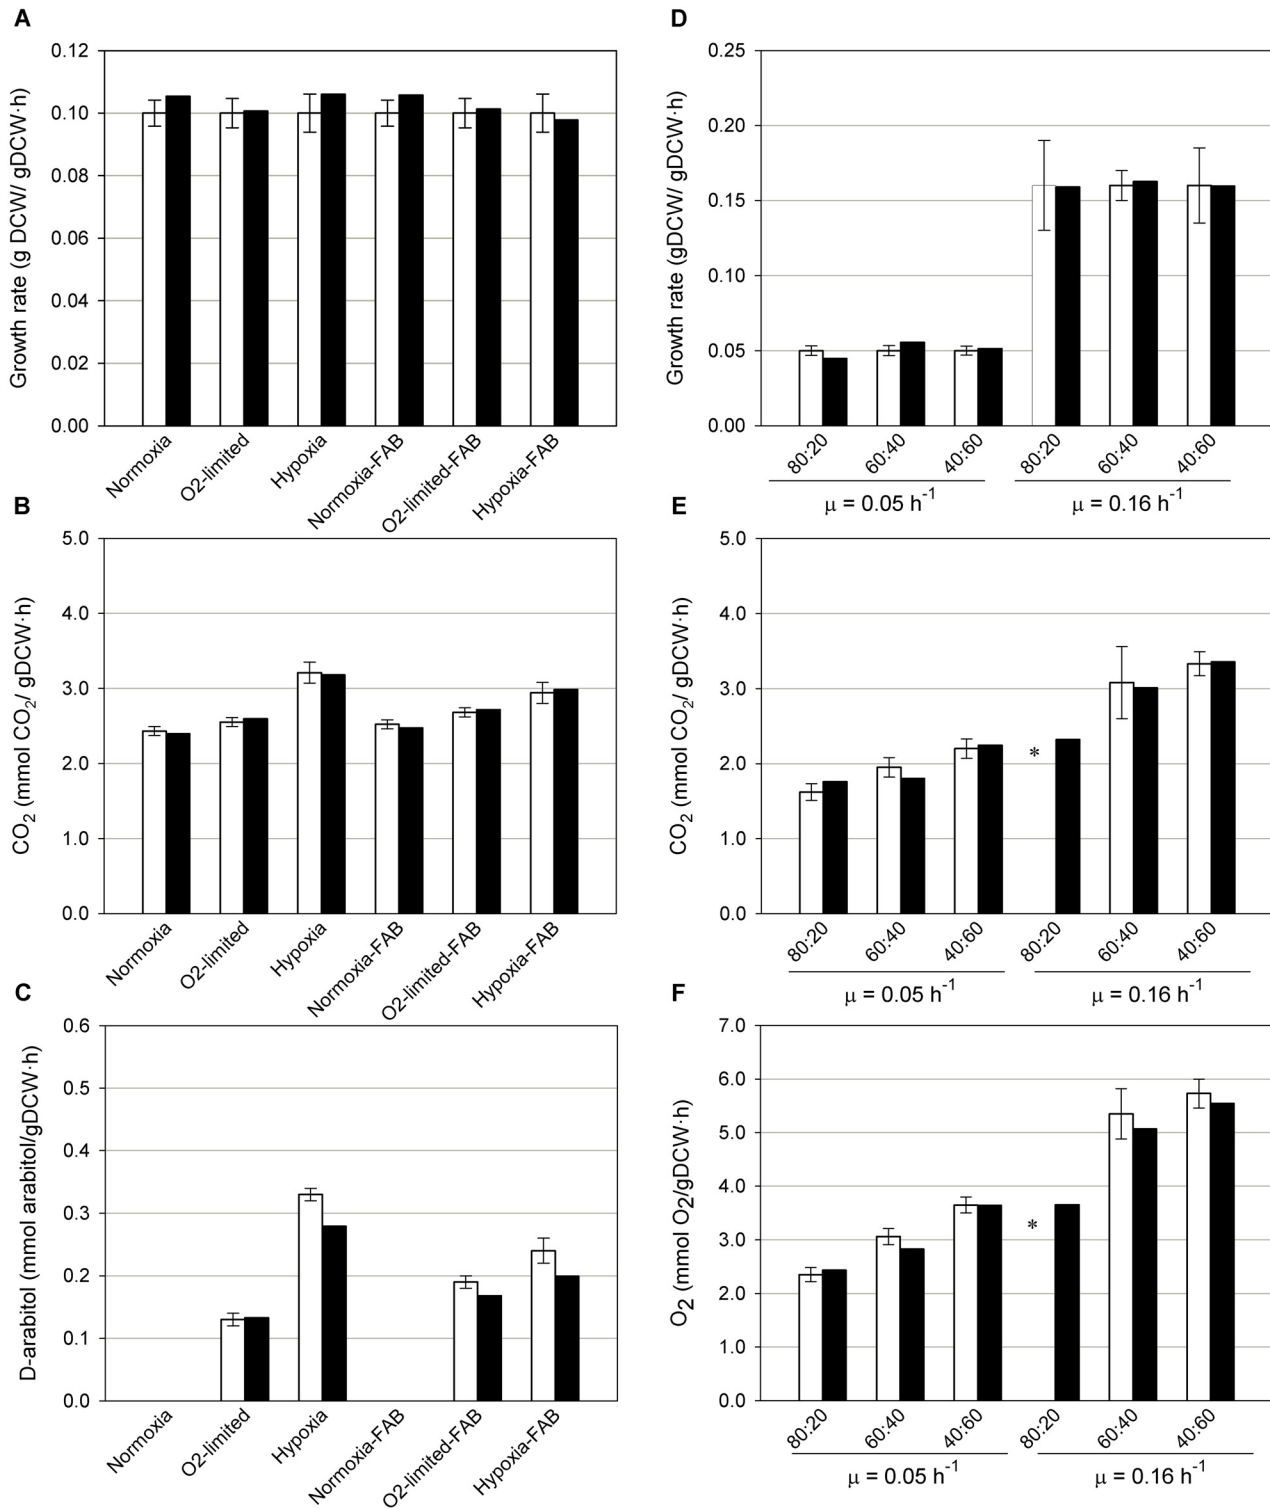 A
Growth rate (g DCW/ gDCW·h)
0.12
0.10
0.08
0.06
0.04
0.02
0.00
Normoxia
O2-limited
Hypoxia
Normoxia-FAB
O2-limited-FAB
Hypoxia-FAB
B
CO2 (mmol CO2/ gDCW·h)
5.0
4.0
3.0
2.0
1.0
0.0
Normoxia
O2-limited
Hypoxia
Normoxia-FAB
O2-limited-FAB
Hypoxia-FAB
C
D-arabitol (mmol arabitol/gDCW·h)
0.6
0.5
0.4
0.3
0.2
0.1
0.0
Normoxia
O2-limited
Hypoxia
Normoxia-FAB
O2-limited-FAB
Hypoxia-FAB
D
Growth rate (gDCW/ gDCW·h)
0.25
0.20
0.15
0.10
0.05
0.00
80:20
60:40
40:60
80:20
60:40
40:60
μ = 0.05 h-1
μ = 0.16 h-1
E
CO2 (mmol CO2/ gDCW·h)
5.0
4.0
3.0
2.0
1.0
0.0
*
80:20
60:40
40:60
80:20
60:40
40:60
μ = 0.05 h-1
μ = 0.16 h-1
F
O2 (mmol O2/gDCW·h)
7.0
6.0
5.0
4.0
3.0
2.0
1.0
0.0
*
80:20
60:40
40:60
80:20
60:40
40:60
μ = 0.05 h-1
μ = 0.16 h-1